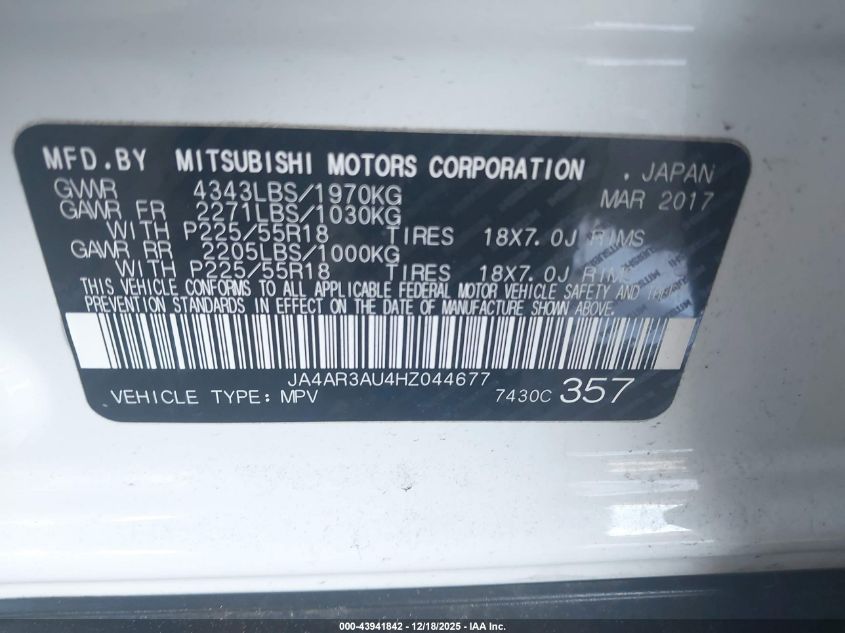 MFD.BY MITSUBISHI MOTORS CORPORATION , JAPAN
GVWR 4343LBS/1970KG MAR 2017
GAWR FR 2271LBS/1030KG
WITH P225/55R18 TIRES 18X7.0J RIMS
GAWR RR 2205LBS/1000KG
WITH P225/55R18 TIRES 18X7.0J RIMS
THIS VEHICLE CONFORMS TO ALL APPLICABLE FEDERAL MOTOR VEHICLE SAFETY AND THEFT
PREVENTION STANDARDS IN EFFECT ON THE DATE OF MANUFACTURE SHOWN ABOVE.
JA4AR3AU4HZ044677
VEHICLE TYPE: MPV 7430C 357
000-43941842 - 12/18/2025 - IAA Inc.